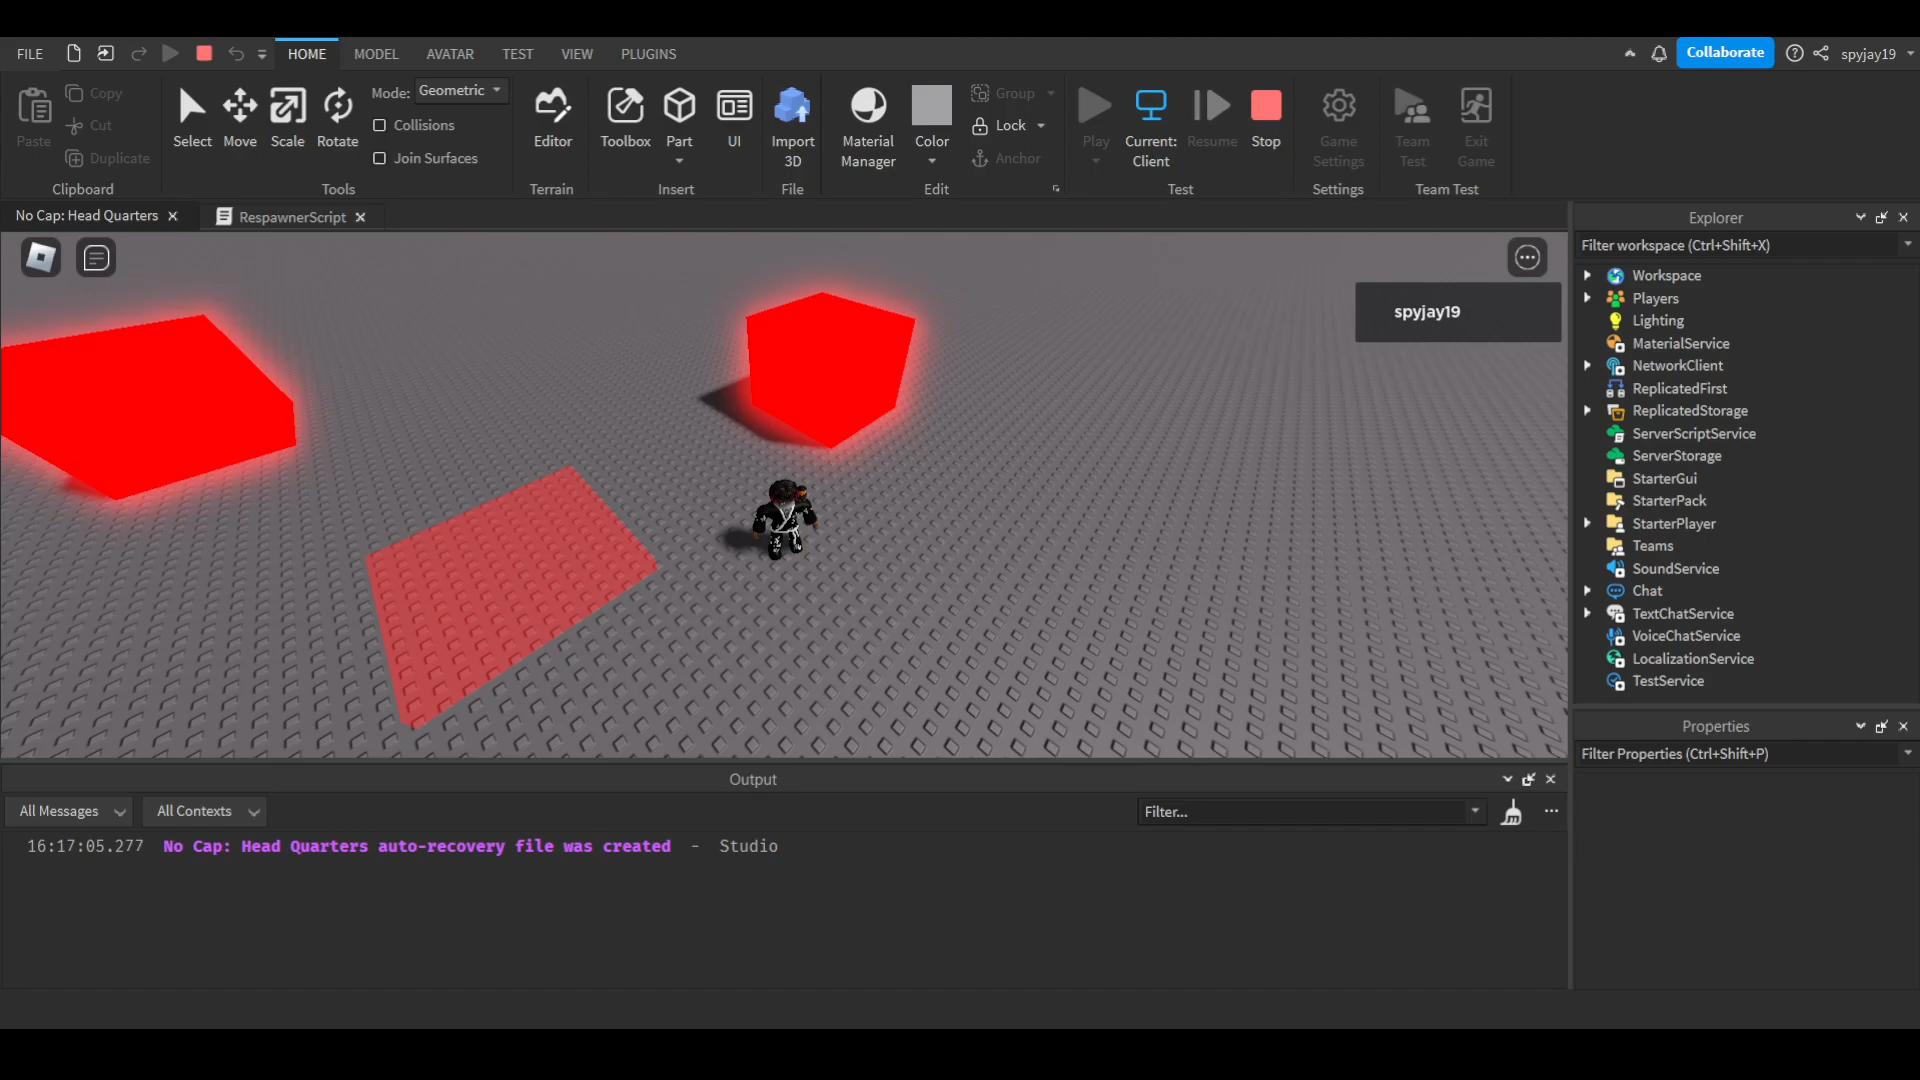 FILE HOME MODEL AVATAR TEST VIEW PLUGINS Collaborate spyjay19
Paste Copy Cut Duplicate Clipboard
Select Move Scale Rotate Mode: Geometric Collisions Join Surfaces Tools
Editor Terrain
Toolbox Part UI Insert
Import 3D File
Material Manager Color Group Lock Anchor Edit
Play Current: Client Resume Stop Test
Game Settings Settings
Team Test Exit Game Team Test
No Cap: Head Quarters RespawnerScript
spyjay19
Explorer
Filter workspace (Ctrl+Shift+X)
Workspace
Players
Lighting
MaterialService
NetworkClient
ReplicatedFirst
ReplicatedStorage
ServerScriptService
ServerStorage
StarterGui
StarterPack
StarterPlayer
Teams
SoundService
Chat
TextChatService
VoiceChatService
LocalizationService
TestService
Properties
Filter Properties (Ctrl+Shift+P)
Output
All Messages All Contexts Filter...
16:17:05.277 No Cap: Head Quarters auto-recovery file was created - Studio